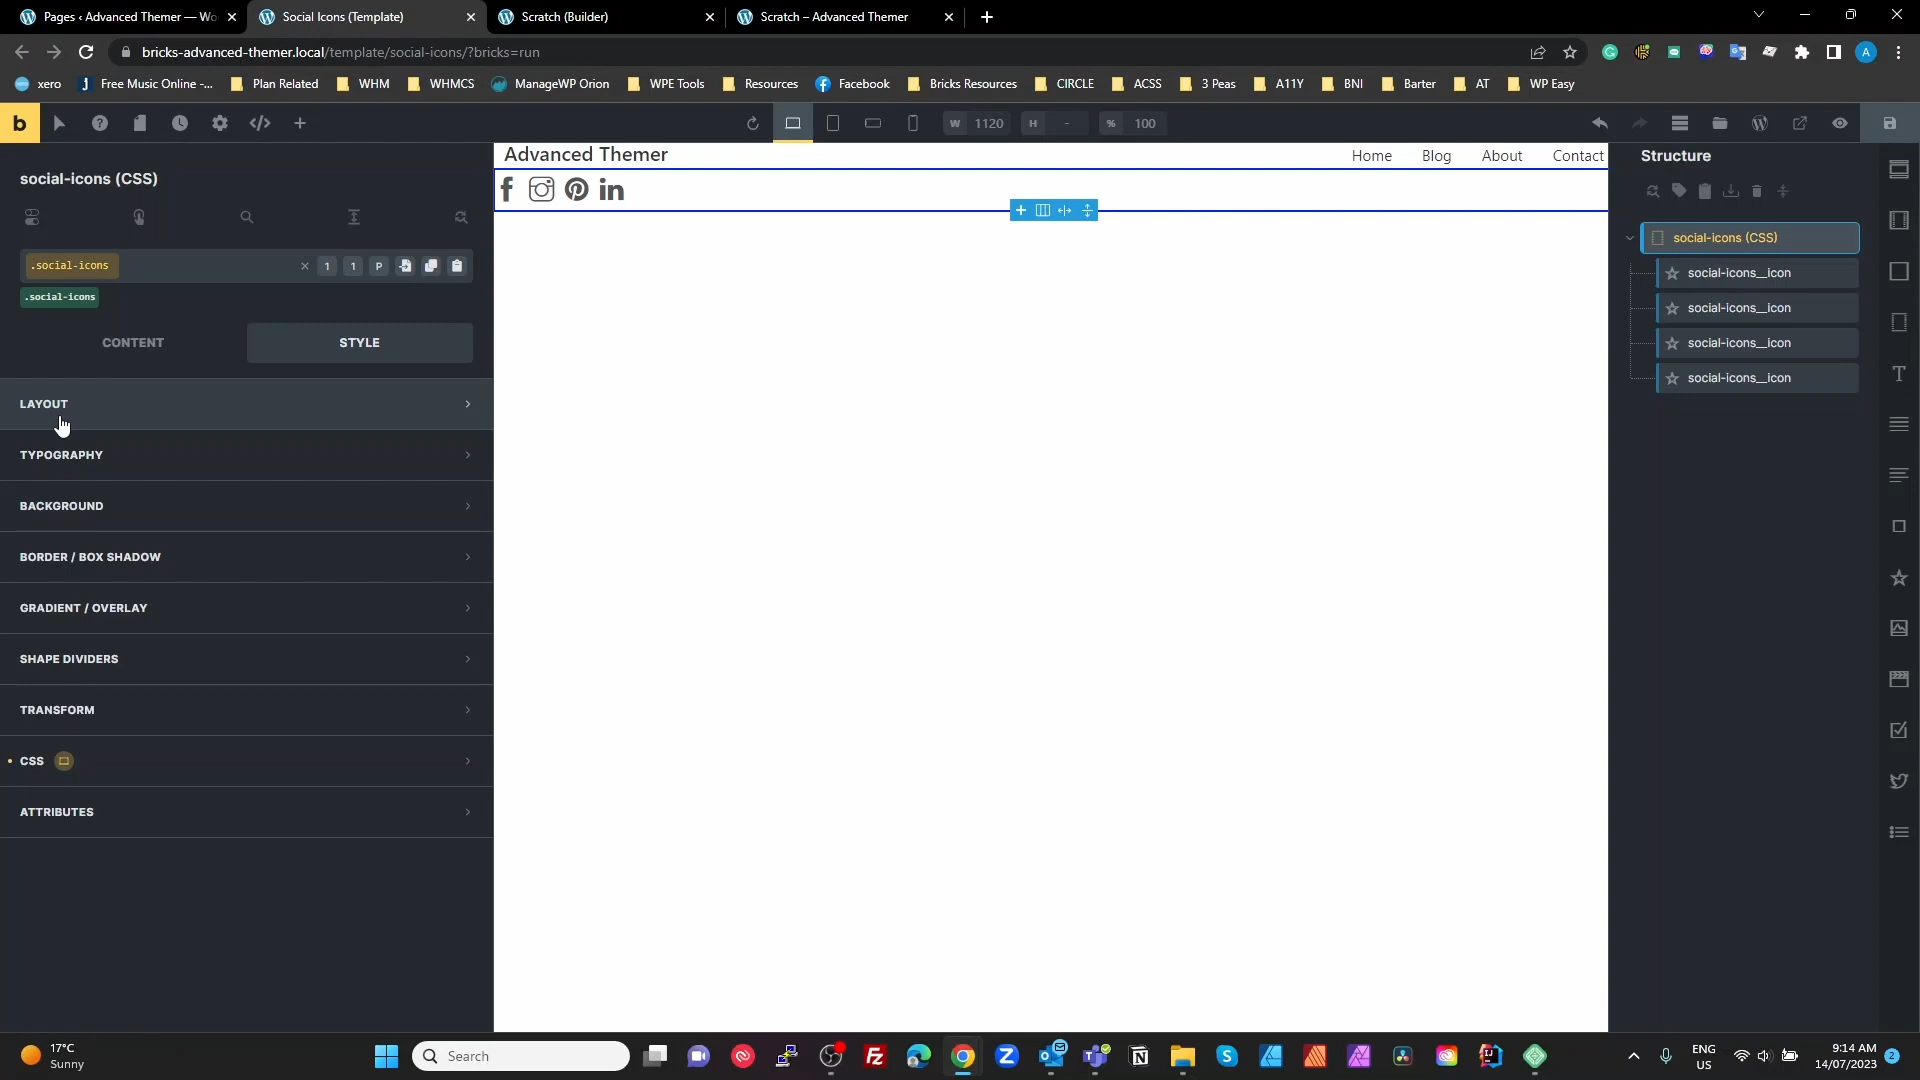 Pages ‹ Advanced Themer — Wo
Social Icons (Template)
Scratch (Builder)
Scratch – Advanced Themer
bricks-advanced-themer.local/template/social-icons/?bricks=run
A
xero
Free Music Online -...
Plan Related
WHM
WHMCS
ManageWP Orion
WPE Tools
Resources
Facebook
Bricks Resources
CIRCLE
ACSS
3 Peas
A11Y
BNI
Barter
AT
WP Easy
b
W 1120
H -
% 100
social-icons (CSS)
.social-icons
1
1
P
.social-icons
CONTENT
STYLE
LAYOUT
TYPOGRAPHY
BACKGROUND
BORDER / BOX SHADOW
GRADIENT / OVERLAY
SHAPE DIVIDERS
TRANSFORM
CSS
ATTRIBUTES
Advanced Themer
Home
Blog
About
Contact
Structure
social-icons (CSS)
social-icons__icon
social-icons__icon
social-icons__icon
social-icons__icon
17°C
Sunny
Search
ENG
US
9:14 AM
14/07/2023
2